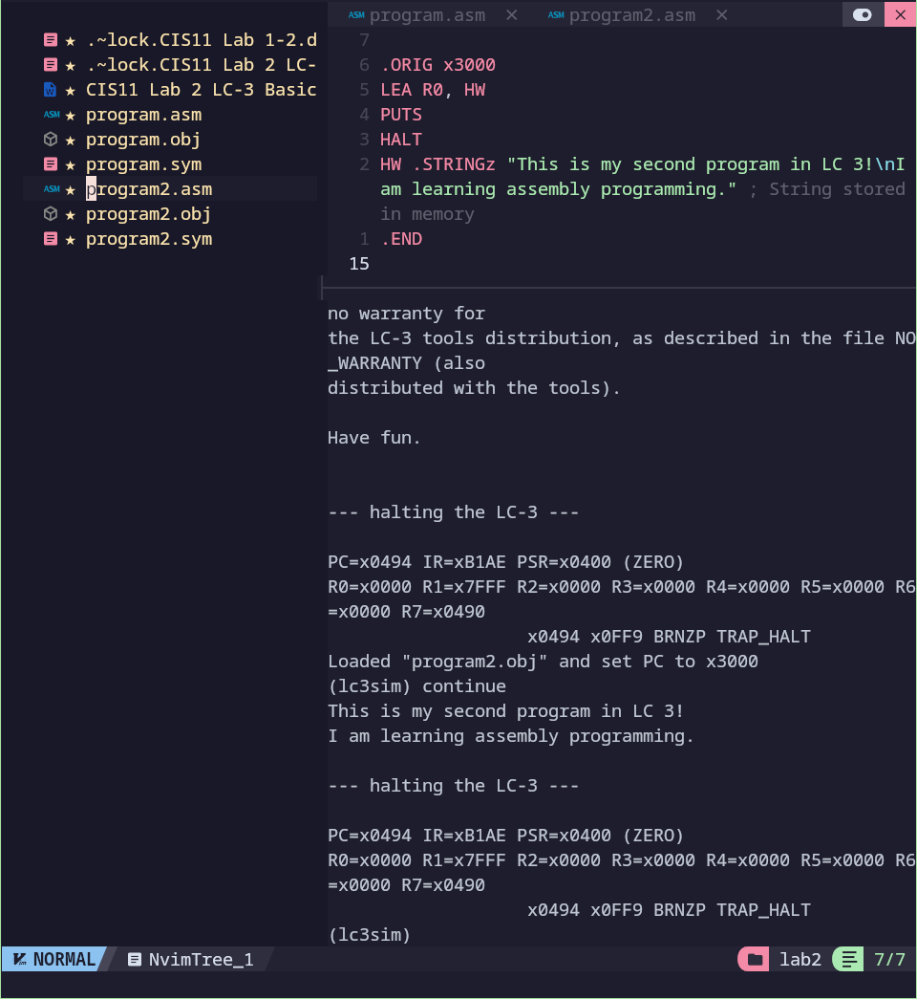 ASM program.asm × ASM program2.asm ×
.~lock.CIS11 Lab 1-2.d
.~lock.CIS11 Lab 2 LC-
CIS11 Lab 2 LC-3 Basic
ASM program.asm
program.obj
program.sym
ASM program2.asm
program2.obj
program2.sym
7
6 .ORIG x3000
5 LEA R0, HW
4 PUTS
3 HALT
2 HW .STRINGz "This is my second program in LC 3!\nI
am learning assembly programming." ; String stored
in memory
1 .END
15
no warranty for
the LC-3 tools distribution, as described in the file NO
_WARRANTY (also
distributed with the tools).
Have fun.
--- halting the LC-3 ---
PC=x0494 IR=xB1AE PSR=x0400 (ZERO)
R0=x0000 R1=x7FFF R2=x0000 R3=x0000 R4=x0000 R5=x0000 R6
=x0000 R7=x0490
x0494 x0FF9 BRNZP TRAP_HALT
Loaded "program2.obj" and set PC to x3000
(lc3sim) continue
This is my second program in LC 3!
I am learning assembly programming.
--- halting the LC-3 ---
PC=x0494 IR=xB1AE PSR=x0400 (ZERO)
R0=x0000 R1=x7FFF R2=x0000 R3=x0000 R4=x0000 R5=x0000 R6
=x0000 R7=x0490
x0494 x0FF9 BRNZP TRAP_HALT
(lc3sim)
NORMAL NvimTree_1 lab2 7/7